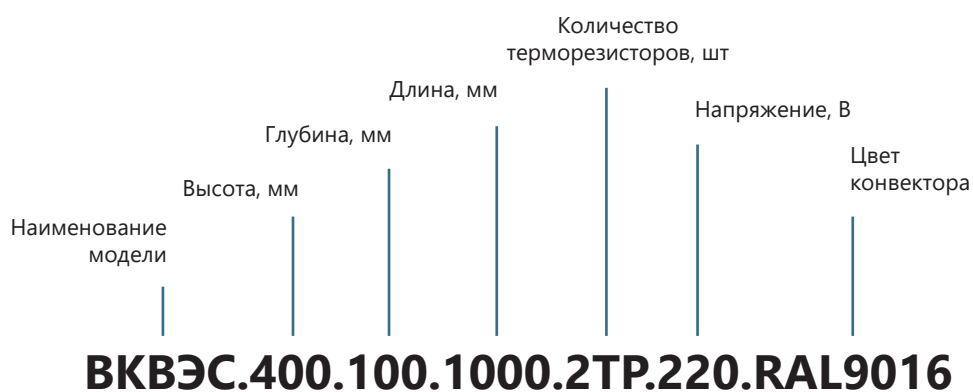 Количество
терморезисторов, шт
Длина, мм
Напряжение, В
Глубина, мм
Цвет
конвектора
Высота, мм
Наименование
модели
ВКВЭС.400.100.1000.2ТР.220.RAL9016